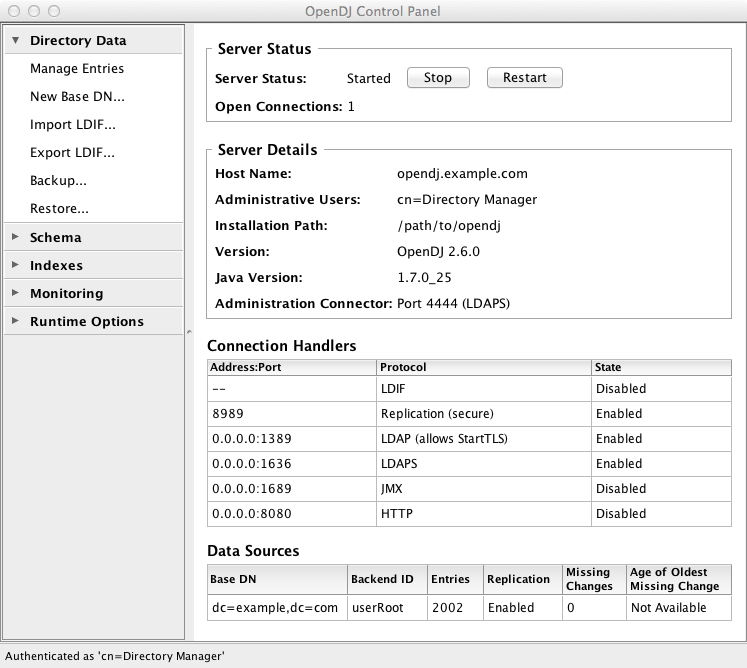 OpenDJ Control Panel
Directory Data
Manage Entries
New Base DN...
Import LDIF...
Export LDIF...
Backup...
Restore...
Schema
Indexes
Monitoring
Runtime Options
Server Status
Server Status: Started Stop Restart
Open Connections: 1
Server Details
Host Name: opendj.example.com
Administrative Users: cn=Directory Manager
Installation Path: /path/to/opendj
Version: OpenDJ 2.6.0
Java Version: 1.7.0_25
Administration Connector: Port 4444 (LDAPS)
Connection Handlers
Address:Port Protocol State
-- LDIF Disabled
8989 Replication (secure) Enabled
0.0.0.0:1389 LDAP (allows StartTLS) Enabled
0.0.0.0:1636 LDAPS Enabled
0.0.0.0:1689 JMX Disabled
0.0.0.0:8080 HTTP Disabled
Data Sources
Base DN Backend ID Entries Replication Missing Changes Age of Oldest Missing Change
dc=example,dc=com userRoot 2002 Enabled 0 Not Available
Authenticated as 'cn=Directory Manager'